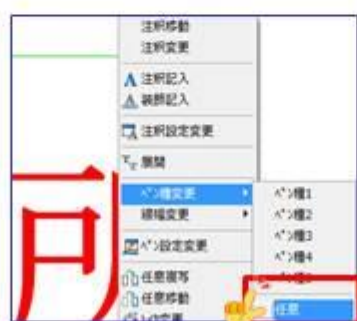 注釈移動
注釈変更
注釈記入
装飾記入
注釈設定変更
展開
ペン種変更
線幅変更
ペン設定変更
任意複写
任意移動
ペン種1
ペン種2
ペン種3
ペン種4
任意